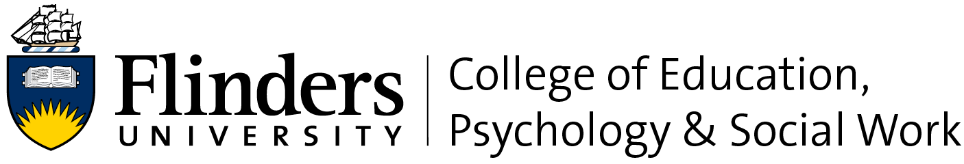 Flinders
UNIVERSITY
College of Education,
Psychology & Social Work